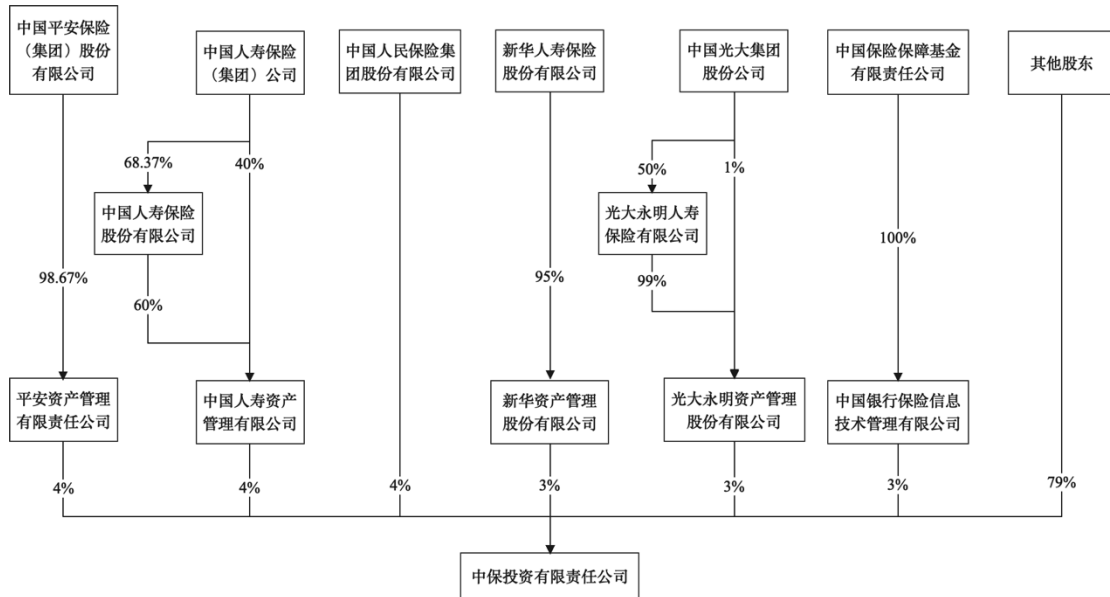 中国平安保险
（集团）股份
有限公司
中国人寿保险
（集团）公司
中国人民保险集
团股份有限公司
新华人寿保险
股份有限公司
中国光大集团
股份公司
中国保险保障基金
有限责任公司
其他股东
68.37%
40%
50%
1%
中国人寿保险
股份有限公司
光大永明人寿
保险有限公司
100%
98.67%
60%
95%
99%
平安资产管理
有限责任公司
中国人寿资产
管理有限公司
新华资产管理
股份有限公司
光大永明资产管理
股份有限公司
中国银行保险信息
技术管理有限公司
4%
4%
4%
3%
3%
3%
79%
中保投资有限责任公司